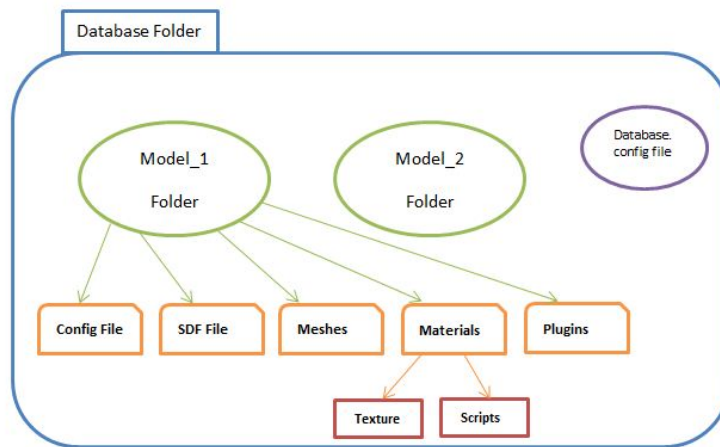 Database Folder
Model_1
Folder
Model_2
Folder
Database.
config file
Config File
SDF File
Meshes
Materials
Plugins
Texture
Scripts